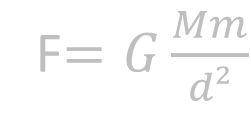 F= G Mm/d²